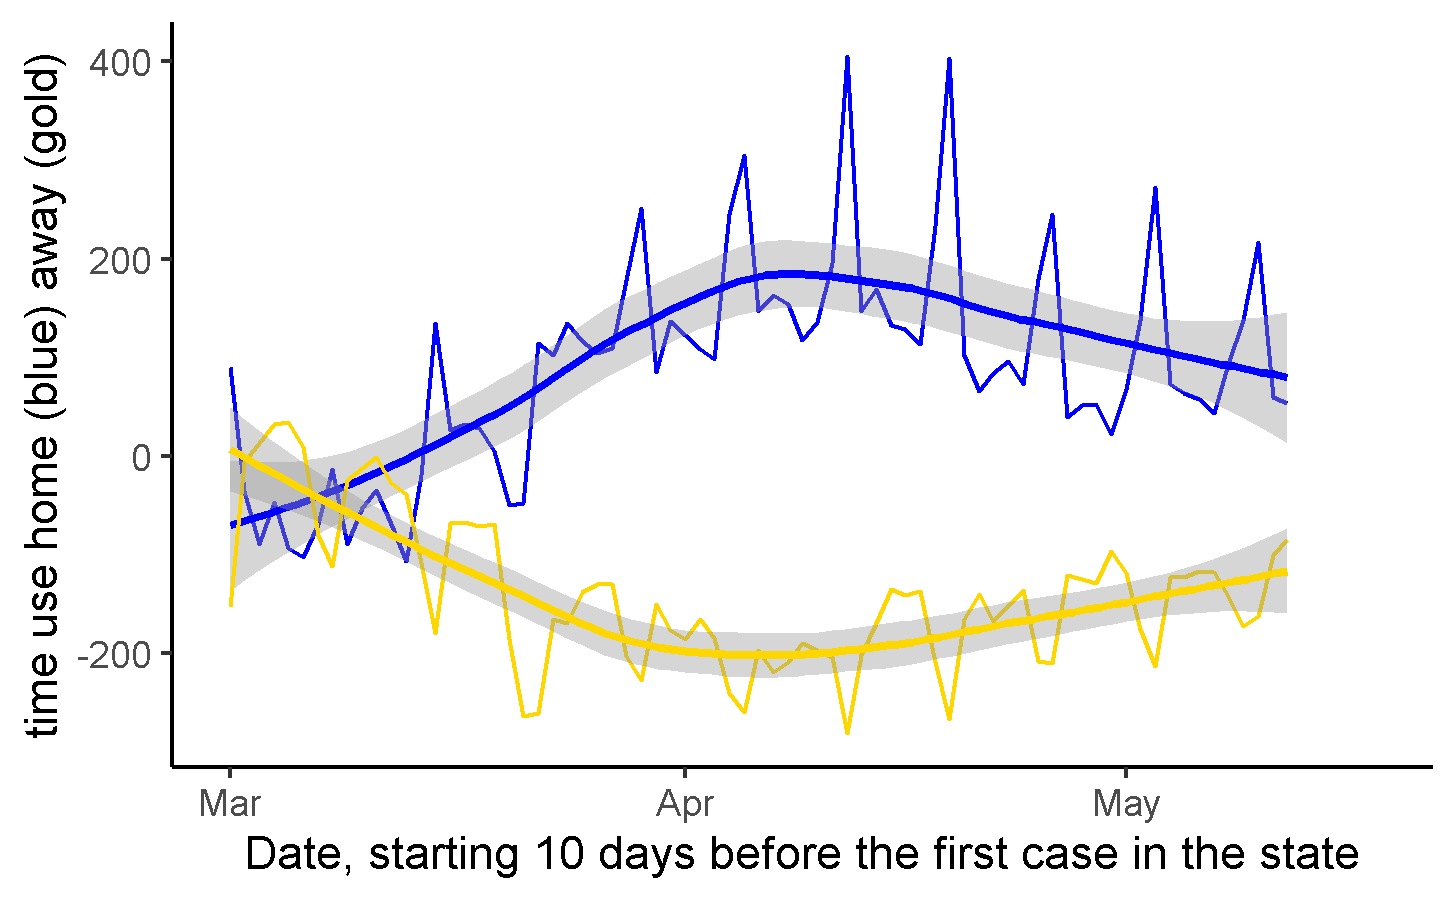 time use home (blue) away (gold)
400
200
0
-200
Mar
Apr
May
Date, starting 10 days before the first case in the state